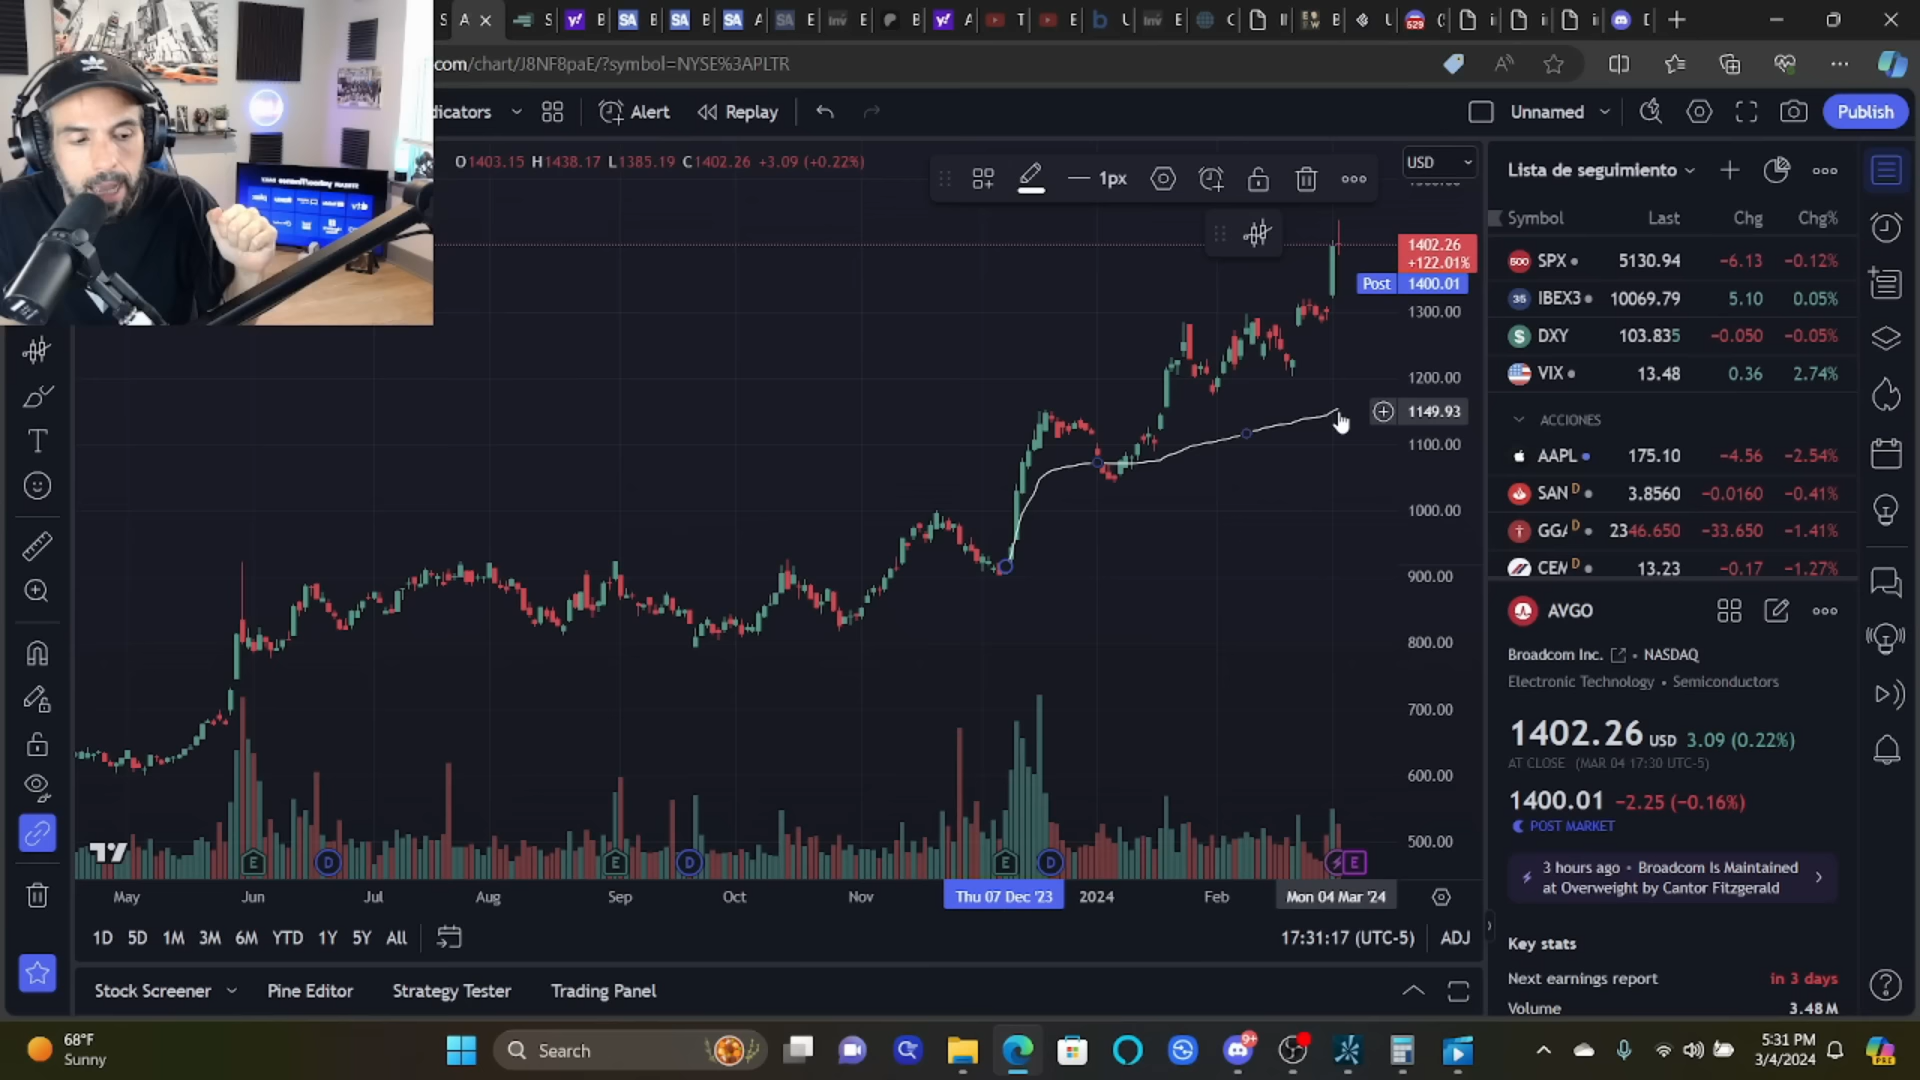 S A × S B B B A E E B A T E U E C I B U ( i i i [ +
.com/chart/J8NF8paE/?symbol=NYSE%3APLTR
dicators Alert Replay Unnamed Publish
O1403.15 H1438.17 L1385.19 C1402.26 +3.09 (+0.22%)
1px
USD
1402.26
+122.01%
Post 1400.01
1300.00
1200.00
1149.93
1100.00
1000.00
900.00
800.00
700.00
600.00
500.00
E D E D E D E
May Jun Jul Aug Sep Oct Nov Thu 07 Dec '23 2024 Feb Mon 04 Mar '24
1D 5D 1M 3M 6M YTD 1Y 5Y All 17:31:17 (UTC-5) ADJ
Stock Screener Pine Editor Strategy Tester Trading Panel
Lista de seguimiento
Symbol Last Chg Chg%
500 SPX 5130.94 −6.13 −0.12%
35 IBEX3 10069.79 5.10 0.05%
$ DXY 103.835 −0.050 −0.05%
VIX 13.48 0.36 2.74%
ACCIONES
AAPL 175.10 −4.56 −2.54%
SAN D 3.8560 −0.0160 −0.41%
GGA D 2346.650 −33.650 −1.41%
CEM D 13.23 −0.17 −1.27%
AVGO
Broadcom Inc. • NASDAQ
Electronic Technology • Semiconductors
1402.26 USD 3.09 (0.22%)
AT CLOSE (MAR 04 17:30 UTC-5)
1400.01 −2.25 (−0.16%)
POST MARKET
3 hours ago • Broadcom Is Maintained
at Overweight by Cantor Fitzgerald
Key stats
Next earnings report in 3 days
Volume 3.48M
68°F
Sunny
Search
9+
5:31 PM
3/4/2024